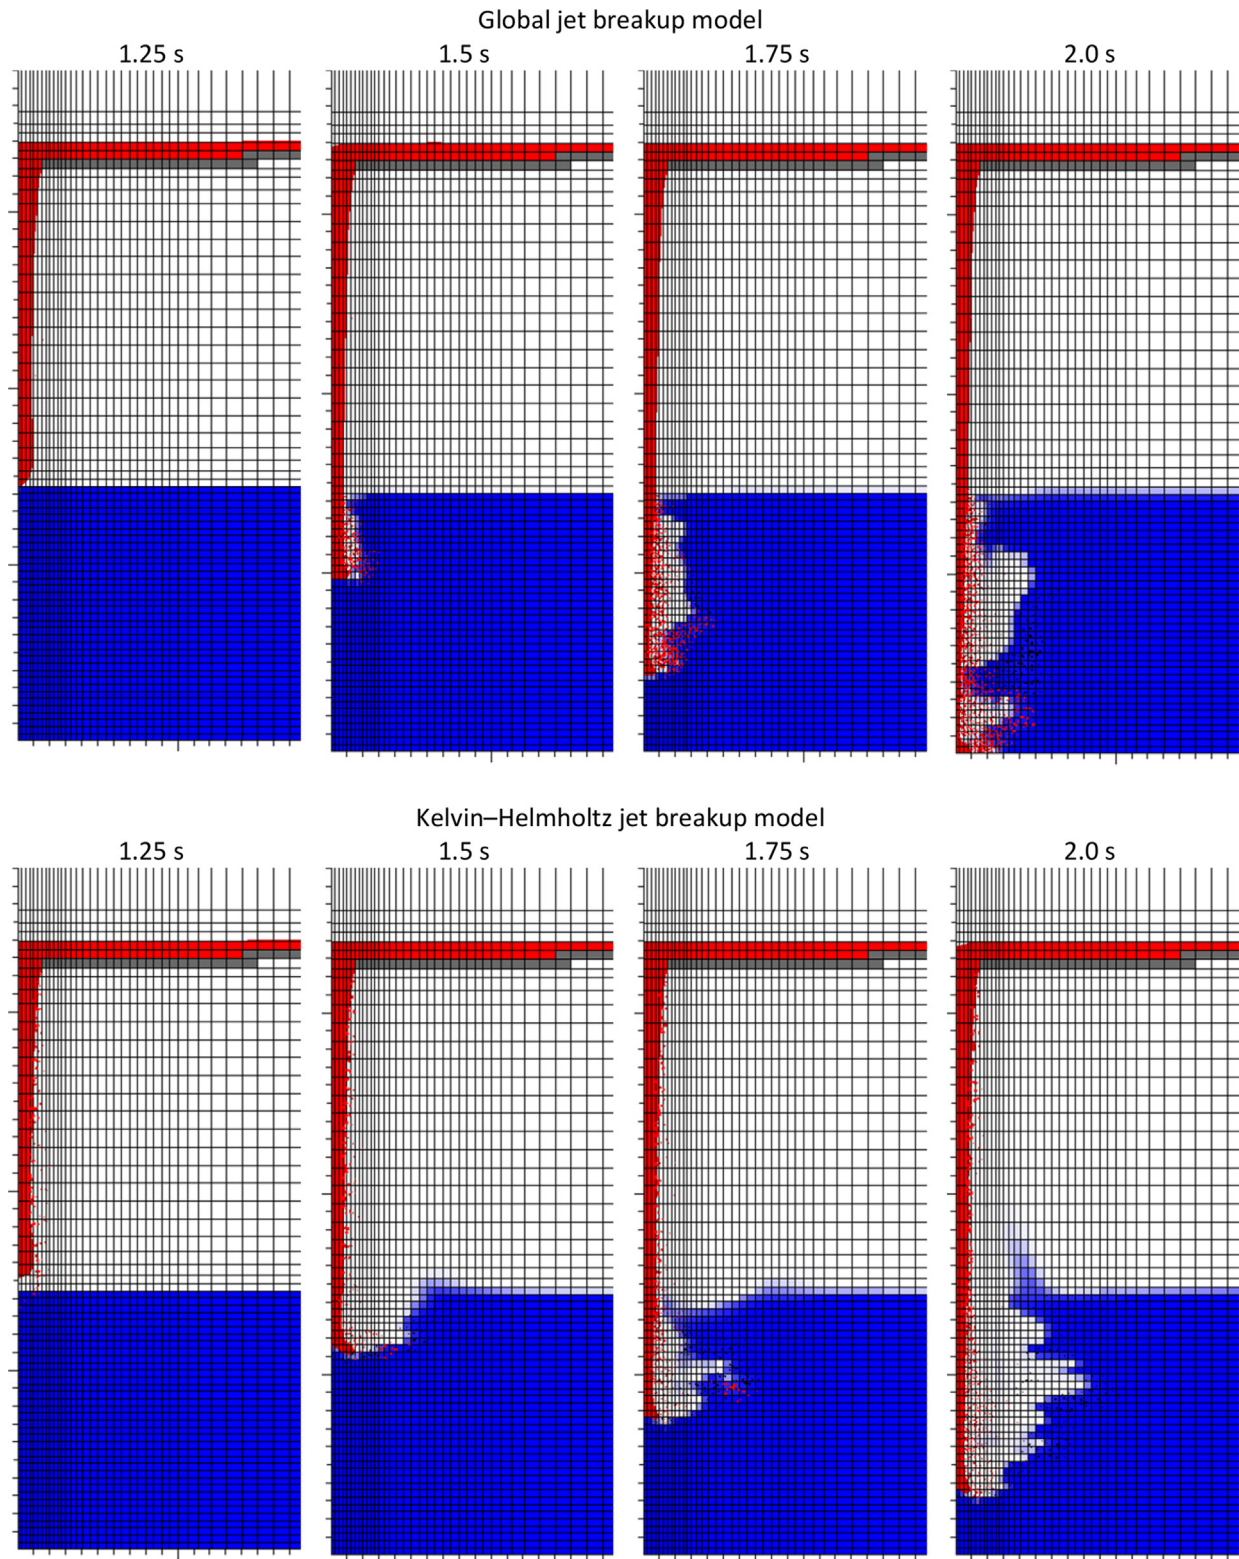 Global jet breakup model
1.25 s
1.5 s
1.75 s
2.0 s
Kelvin–Helmholtz jet breakup model
1.25 s
1.5 s
1.75 s
2.0 s